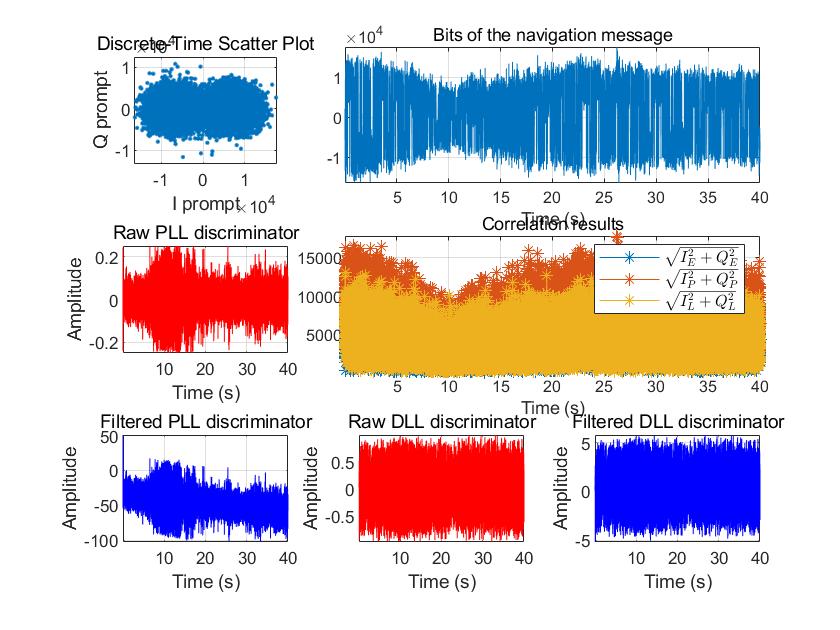 Discrete-Time Scatter Plot
×10^4
Q prompt
1
0
-1
-1
0
1
I prompt
×10^4
Bits of the navigation message
×10^4
1
0
-1
5 10 15 20 25 30 35 40
Time (s)
Raw PLL discriminator
Amplitude
0.2
0
-0.2
10 20 30 40
Time (s)
Correlation results
15000
10000
5000
√I_E^2 + Q_E^2
√I_P^2 + Q_P^2
√I_L^2 + Q_L^2
5 10 15 20 25 30 35 40
Time (s)
Filtered PLL discriminator
Amplitude
50
0
-50
-100
10 20 30 40
Time (s)
Raw DLL discriminator
Amplitude
0.5
0
-0.5
10 20 30 40
Time (s)
Filtered DLL discriminator
Amplitude
5
0
-5
10 20 30 40
Time (s)